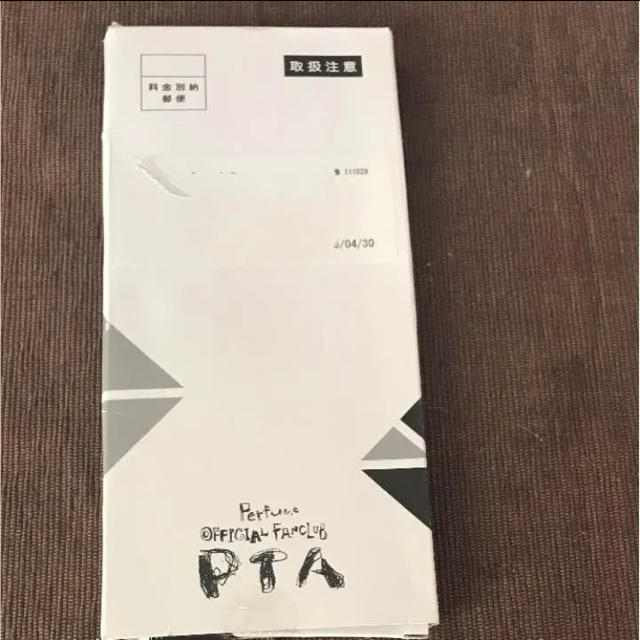 取扱注意
料金別納
郵便
111529
/04/30
Perfume
OFFICIAL FANCLUB
PTA